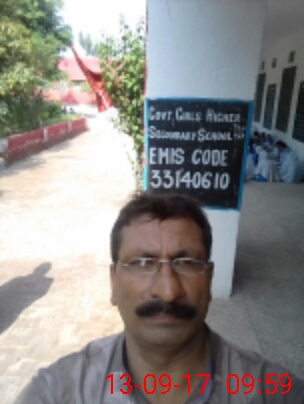 Govt, Girls Higher
Secondary School
EMIS CODE
33140610
13-09-17 09:59